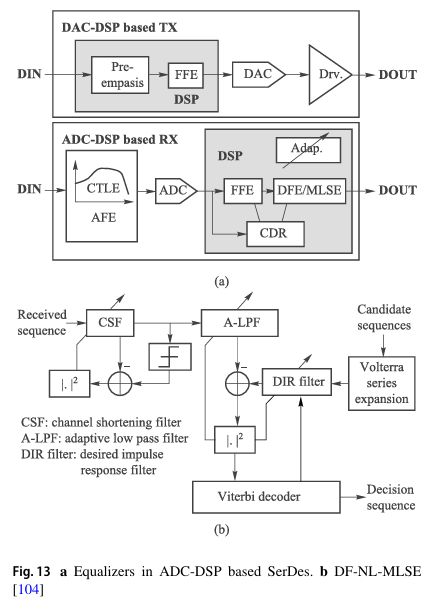 DAC-DSP based TX
DIN
Pre-
empasis
FFE
DSP
DAC
Drv.
DOUT
ADC-DSP based RX
DSP
Adap.
DIN
CTLE
AFE
ADC
FFE
DFE/MLSE
DOUT
CDR
(a)
Received
sequence
CSF
A-LPF
Candidate
sequences
|. |²
−
−
DIR filter
Volterra
series
expansion
CSF: channel shortening filter
A-LPF: adaptive low pass filter
DIR filter: desired impulse
response filter
|. |²
Viterbi decoder
Decision
sequence
(b)
Fig. 13 a Equalizers in ADC-DSP based SerDes. b DF-NL-MLSE
[104]